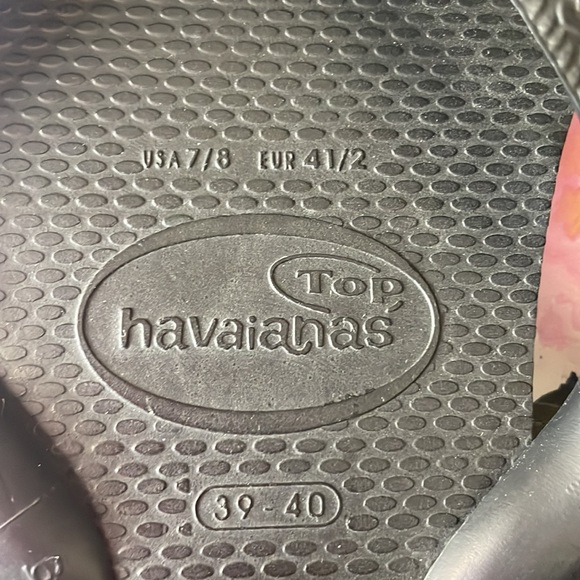 USA 7/8 EUR 41/2
Top
havaianas
39-40